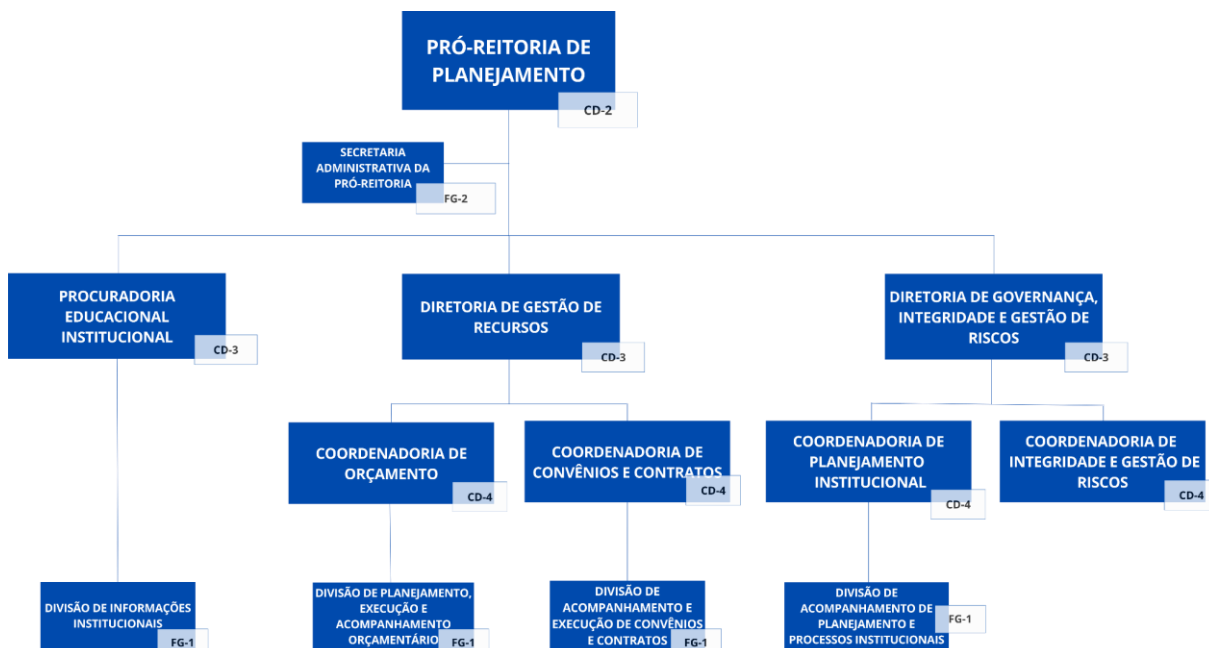 PRÓ-REITORIA DE
PLANEJAMENTO
CD-2
SECRETARIA
ADMINISTRATIVA DA
PRÓ-REITORIA
FG-2
PROCURADORIA
EDUCACIONAL
INSTITUCIONAL
CD-3
DIRETORIA DE GESTÃO DE
RECURSOS
CD-3
DIRETORIA DE GOVERNANÇA,
INTEGRIDADE E GESTÃO DE
RISCOS
CD-3
COORDENADORIA DE
ORÇAMENTO
CD-4
COORDENADORIA DE
CONVÊNIOS E CONTRATOS
CD-4
COORDENADORIA DE
PLANEJAMENTO
INSTITUCIONAL
CD-4
COORDENADORIA DE
INTEGRIDADE E GESTÃO DE
RISCOS
CD-4
DIVISÃO DE INFORMAÇÕES
INSTITUCIONAIS
FG-1
DIVISÃO DE PLANEJAMENTO,
EXECUÇÃO E
ACOMPANHAMENTO
ORÇAMENTÁRIO
FG-1
DIVISÃO DE
ACOMPANHAMENTO E
EXECUÇÃO DE CONVÊNIOS
E CONTRATOS
FG-1
DIVISÃO DE
ACOMPANHAMENTO DE
PLANEJAMENTO E
PROCESSOS INSTITUCIONAIS
FG-1